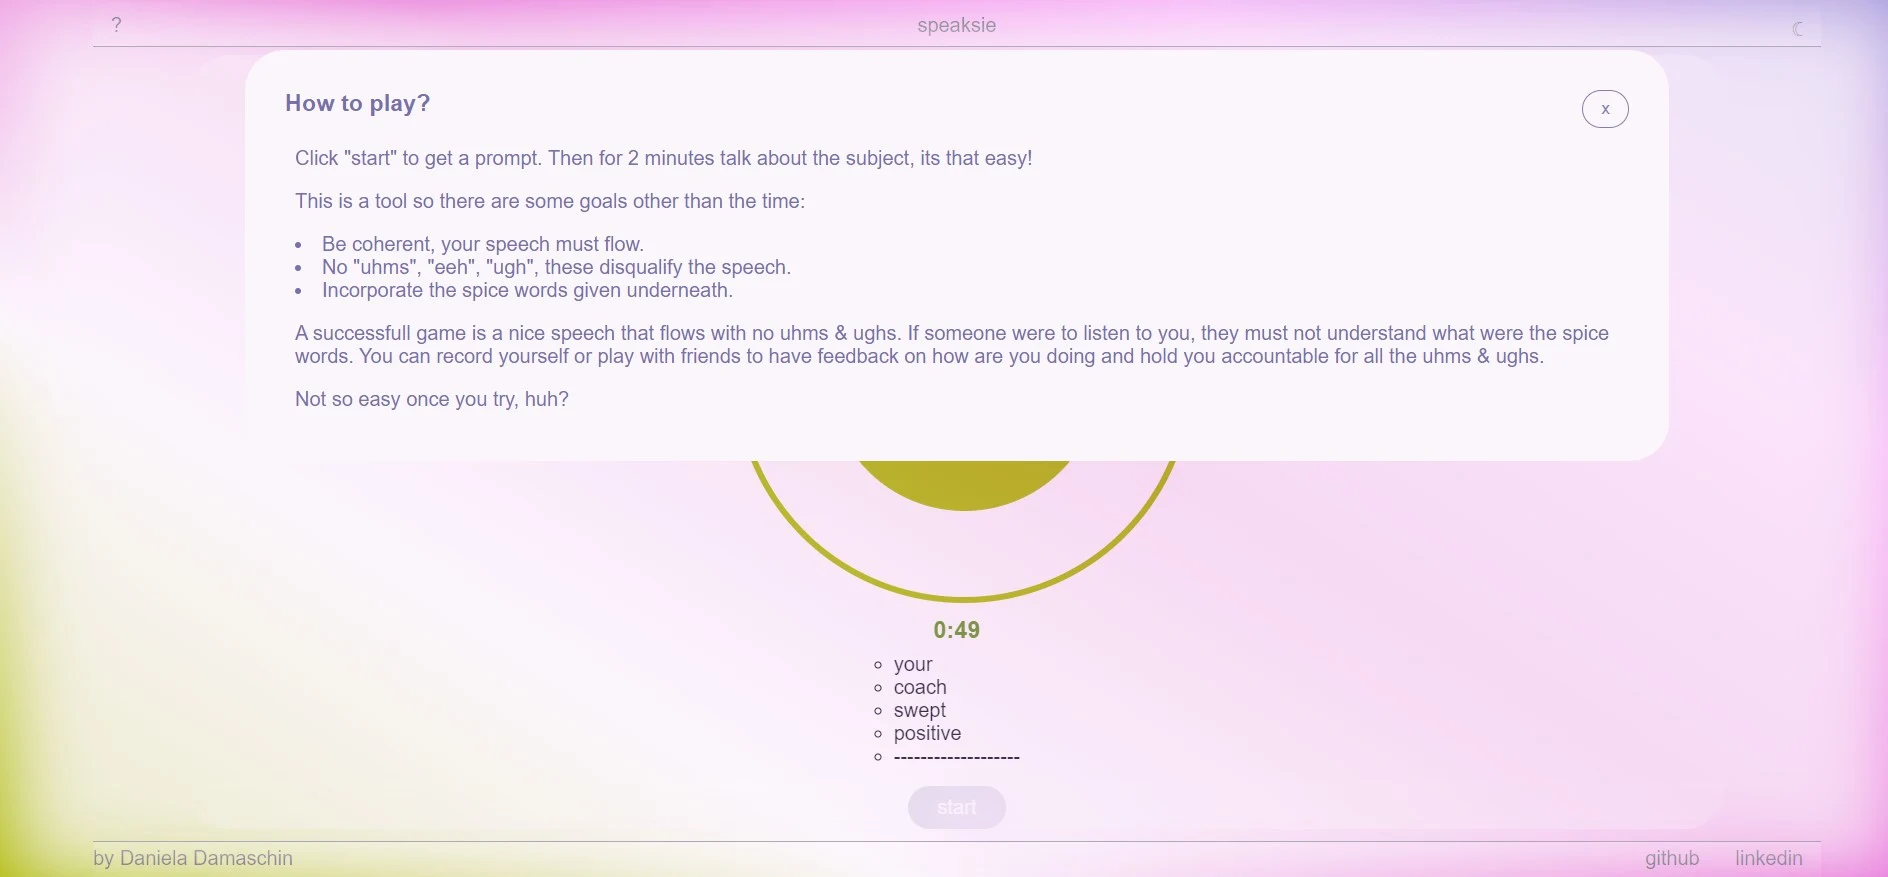 ?
speaksie
☾
How to play?
x
Click "start" to get a prompt. Then for 2 minutes talk about the subject, its that easy!
This is a tool so there are some goals other than the time:
• Be coherent, your speech must flow.
• No "uhms", "eeh", "ugh", these disqualify the speech.
• Incorporate the spice words given underneath.
A successfull game is a nice speech that flows with no uhms & ughs. If someone were to listen to you, they must not understand what were the spice
words. You can record yourself or play with friends to have feedback on how are you doing and hold you accountable for all the uhms & ughs.
Not so easy once you try, huh?
0:49
◦ your
◦ coach
◦ swept
◦ positive
◦ -------------------
start
by Daniela Damaschin
github
linkedin